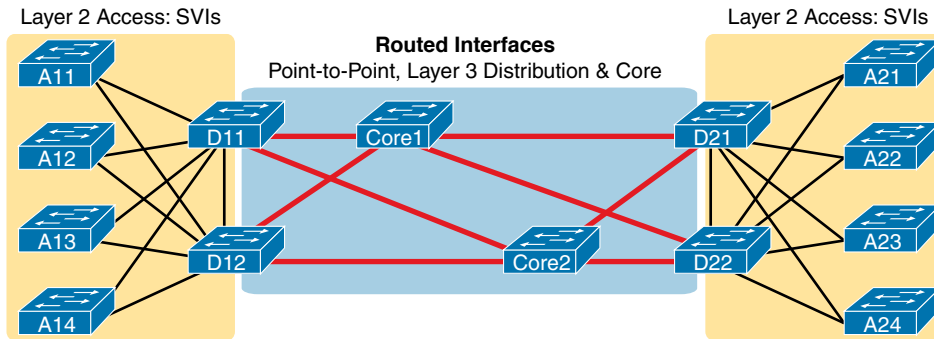 Layer 2 Access: SVIs
Layer 2 Access: SVIs
Routed Interfaces
Point-to-Point, Layer 3 Distribution & Core
A11
A12
A13
A14
D11
D12
Core1
Core2
D21
D22
A21
A22
A23
A24